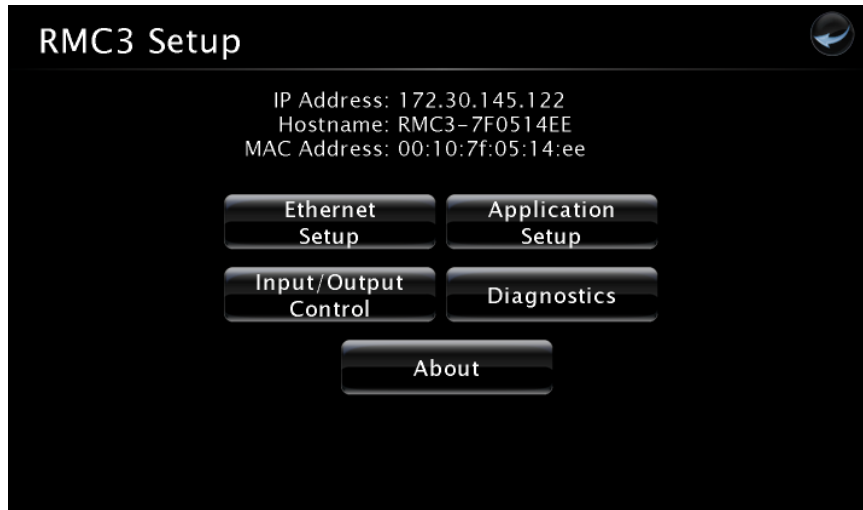 RMC3 Setup
IP Address: 172.30.145.122
Hostname: RMC3-7F0514EE
MAC Address: 00:10:7f:05:14:ee
Ethernet
Setup
Application
Setup
Input/Output
Control
Diagnostics
About